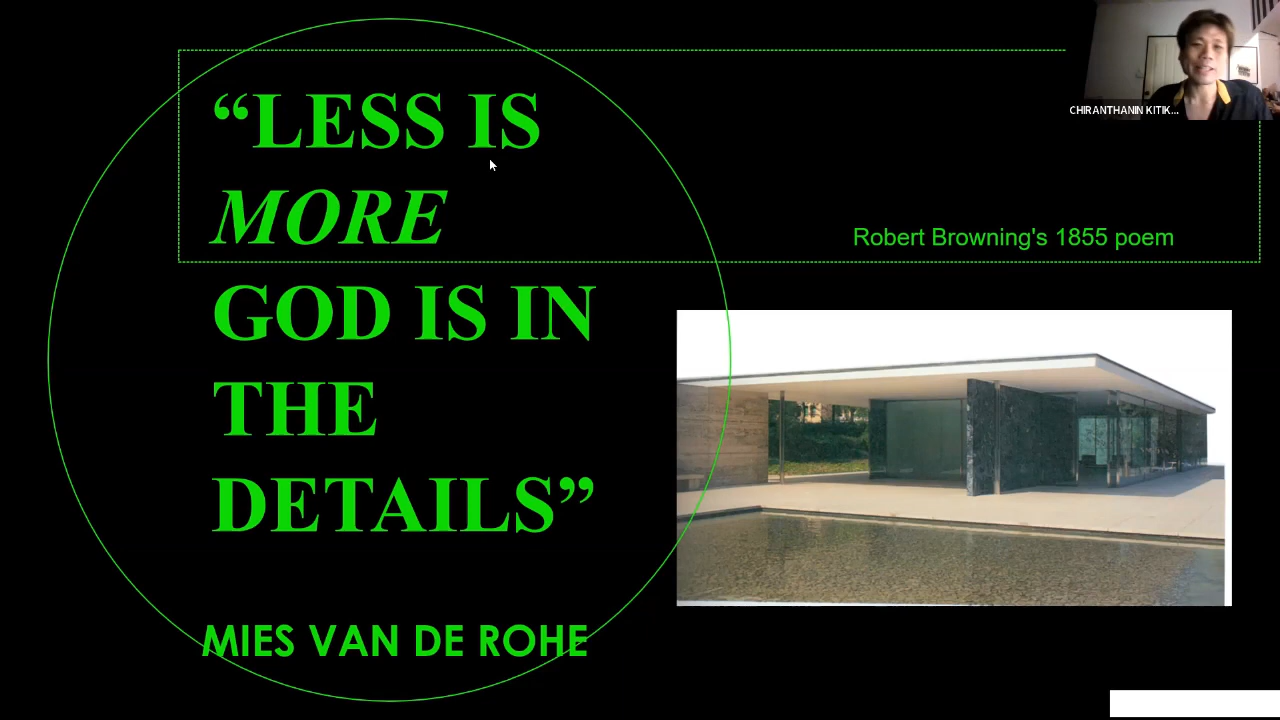 “LESS IS
MORE
GOD IS IN
THE
DETAILS”
MIES VAN DE ROHE
Robert Browning's 1855 poem
CHIRANTHANIN KITIK...